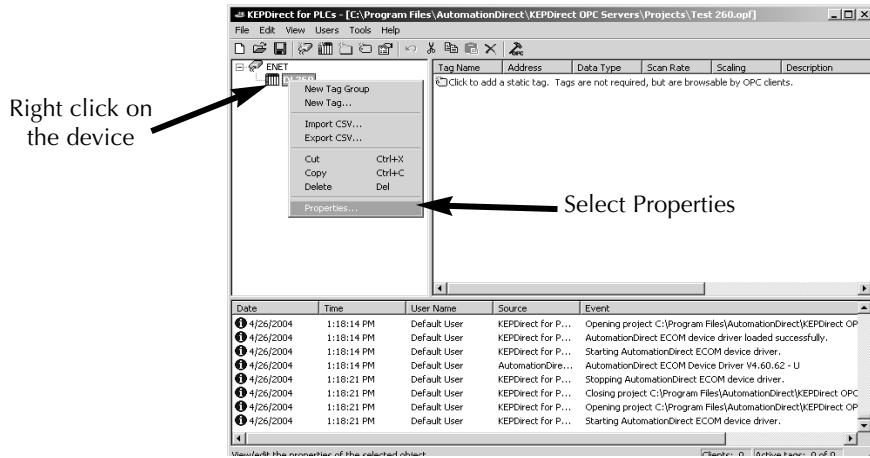 KEPDirect for PLCs - [C:\Program Files\AutomationDirect\KEPDirect OPC Servers\Projects\Test 260.opf]
File Edit View Users Tools Help
ENET
Tag Name Address Data Type Scan Rate Scaling Description
Click to add a static tag. Tags are not required, but are browsable by OPC clients.
Right click on
the device
New Tag Group
New Tag...
Import CSV...
Export CSV...
Cut Ctrl+X
Copy Ctrl+C
Delete Del
Properties...
Select Properties
Date Time User Name Source Event
4/26/2004 1:18:14 PM Default User KEPDirect for P... Opening project C:\Program Files\AutomationDirect\KEPDirect OP
4/26/2004 1:18:14 PM Default User KEPDirect for P... AutomationDirect ECOM device driver loaded successfully.
4/26/2004 1:18:14 PM Default User KEPDirect for P... Starting AutomationDirect ECOM device driver.
4/26/2004 1:18:14 PM Default User AutomationDire... AutomationDirect ECOM Device Driver V4.60.62 - U
4/26/2004 1:18:21 PM Default User KEPDirect for P... Stopping AutomationDirect ECOM device driver.
4/26/2004 1:18:21 PM Default User KEPDirect for P... Closing project C:\Program Files\AutomationDirect\KEPDirect OPC
4/26/2004 1:18:21 PM Default User KEPDirect for P... Opening project C:\Program Files\AutomationDirect\KEPDirect OP
4/26/2004 1:18:21 PM Default User KEPDirect for P... Starting AutomationDirect ECOM device driver.
View/edit the properties of the selected object. Clients: 0 Active tags: 0 of 0